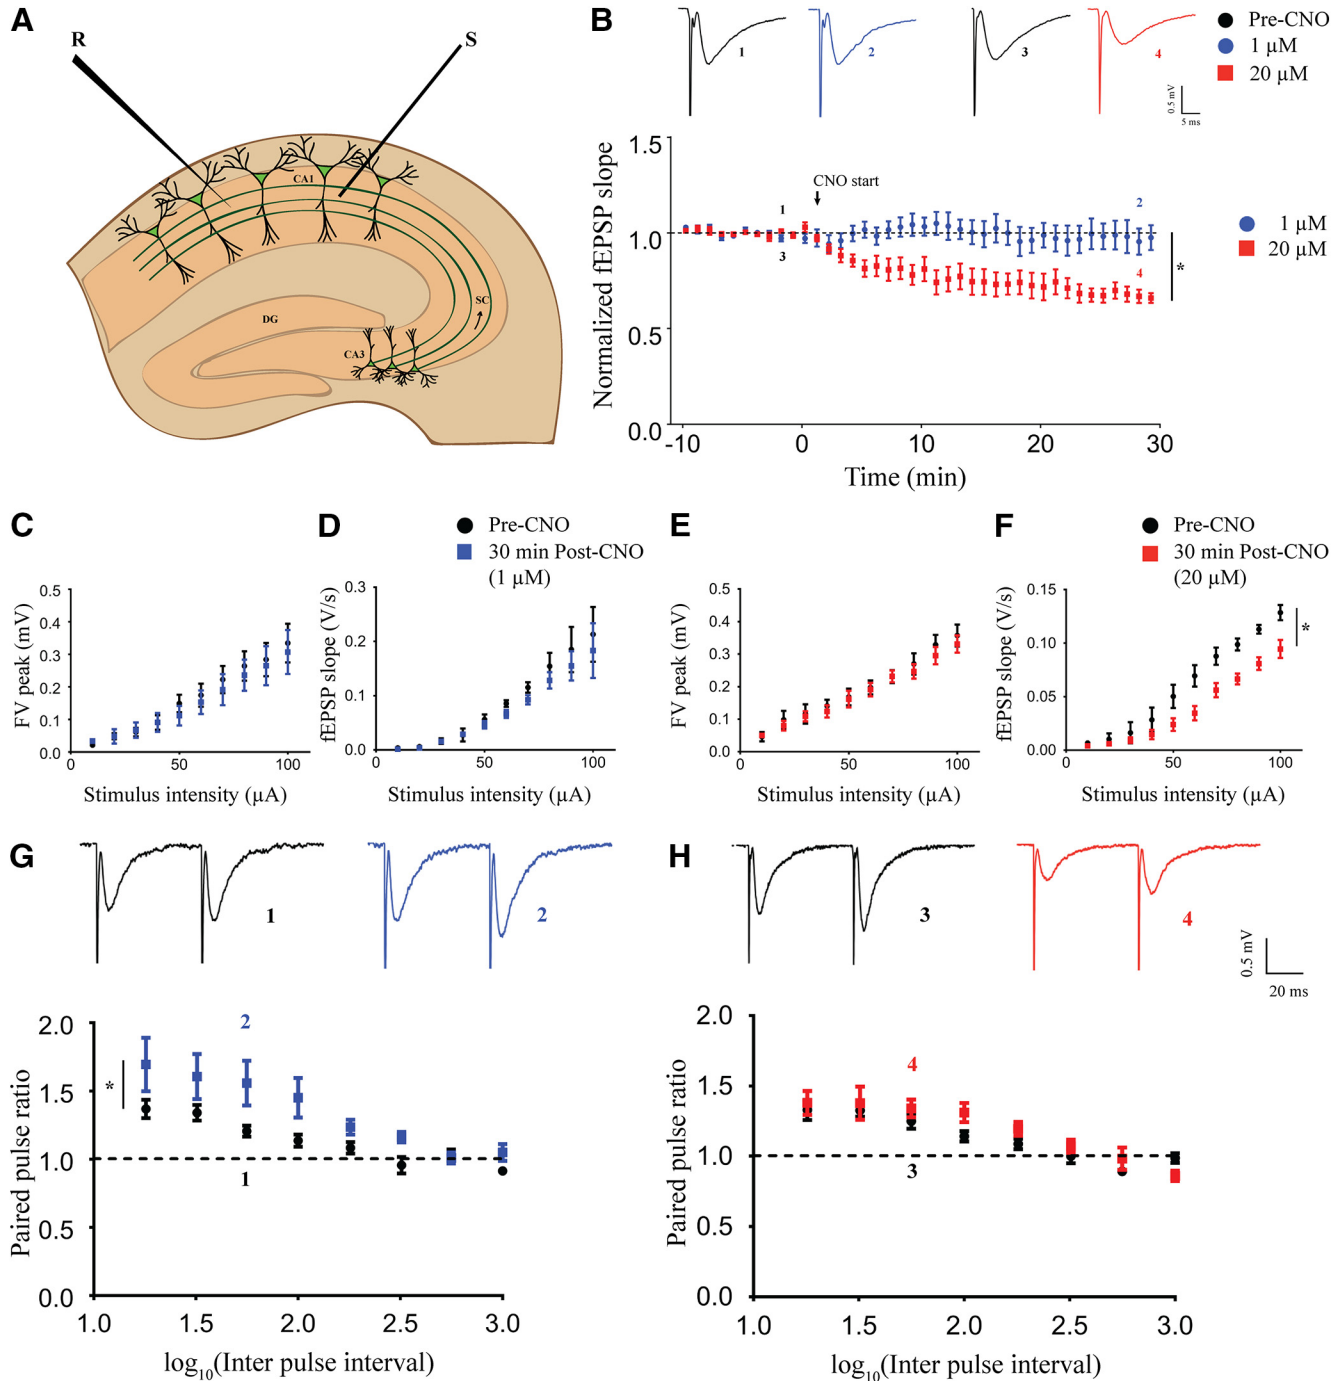 A
R
S
CA1
SC
DG
CA3
B
1
2
3
4
Pre-CNO
1 µM
20 µM
0.5 mV
5 ms
Normalized fEPSP slope
1.5
1.0
0.5
0.0
CNO start
1
3
2
4
*
1 µM
20 µM
-10
0
10
20
30
Time (min)
C
FV peak (mV)
0.5
0.4
0.3
0.2
0.1
0.0
0
50
100
Stimulus intensity (µA)
D
Pre-CNO
30 min Post-CNO
(1 µM)
fEPSP slope (V/s)
0.3
0.2
0.1
0.0
0
50
100
Stimulus intensity (µA)
E
FV peak (mV)
0.5
0.4
0.3
0.2
0.1
0.0
0
50
100
Stimulus intensity (µA)
F
Pre-CNO
30 min Post-CNO
(20 µM)
fEPSP slope (V/s)
0.15
0.10
0.05
0.00
*
0
50
100
Stimulus intensity (µA)
G
1
2
Paired pulse ratio
2.0
1.5
1.0
0.5
0.0
*
2
1
1.0
1.5
2.0
2.5
3.0
log10(Inter pulse interval)
H
3
4
0.5 mV
20 ms
Paired pulse ratio
2.0
1.5
1.0
0.5
0.0
4
3
1.0
1.5
2.0
2.5
3.0
log10(Inter pulse interval)